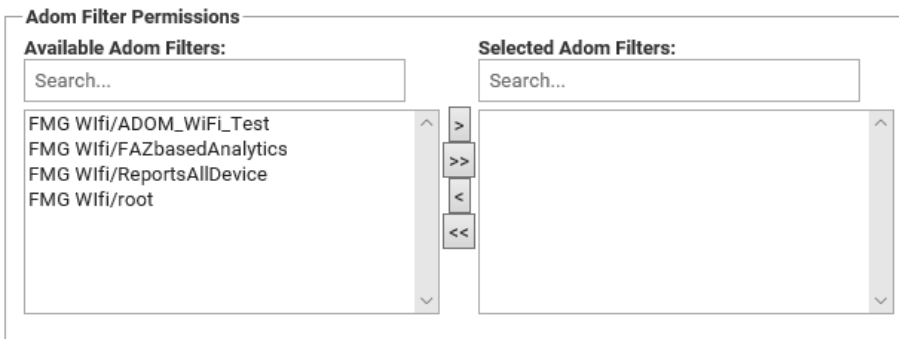 Adom Filter Permissions
Available Adom Filters:
Selected Adom Filters:
Search...
Search...
FMG WIfi/ADOM_WiFi_Test
FMG WIfi/FAZbasedAnalytics
FMG WIfi/ReportsAllDevice
FMG WIfi/root
>
>>
<
<<